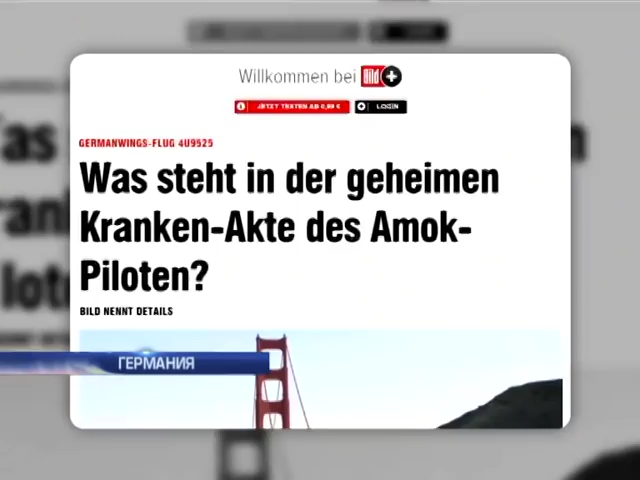 Willkommen bei Bild +
JETZT TESTEN AB 0,99 €
LOGIN
GERMANWINGS-FLUG 4U9525
Was steht in der geheimen
Kranken-Akte des Amok-
Piloten?
BILD NENNT DETAILS
ГЕРМАНИЯ